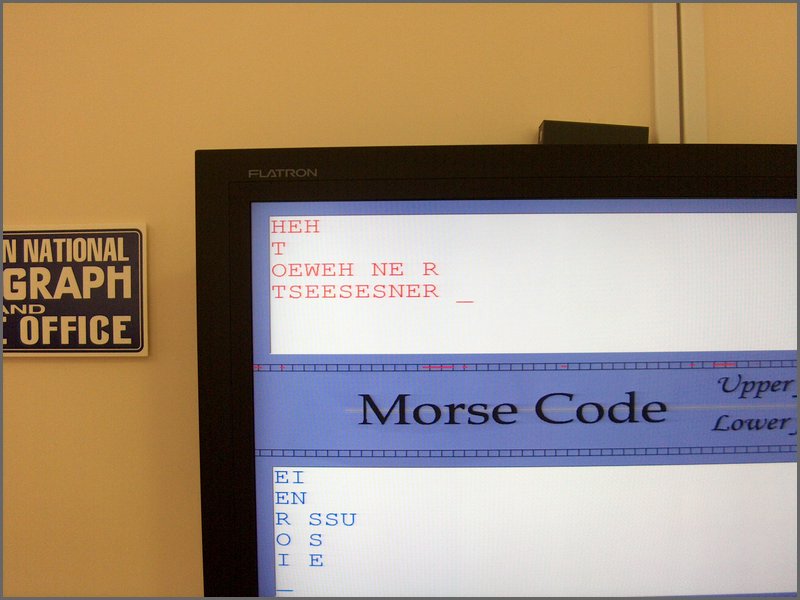 FLATRON
N NATIONAL
GRAPH
AND
E OFFICE
HEH
T
OEWEH NE R
TSEESESNER _
Morse Code
Upper
Lower
EI
EN
R SSU
O S
I E
_